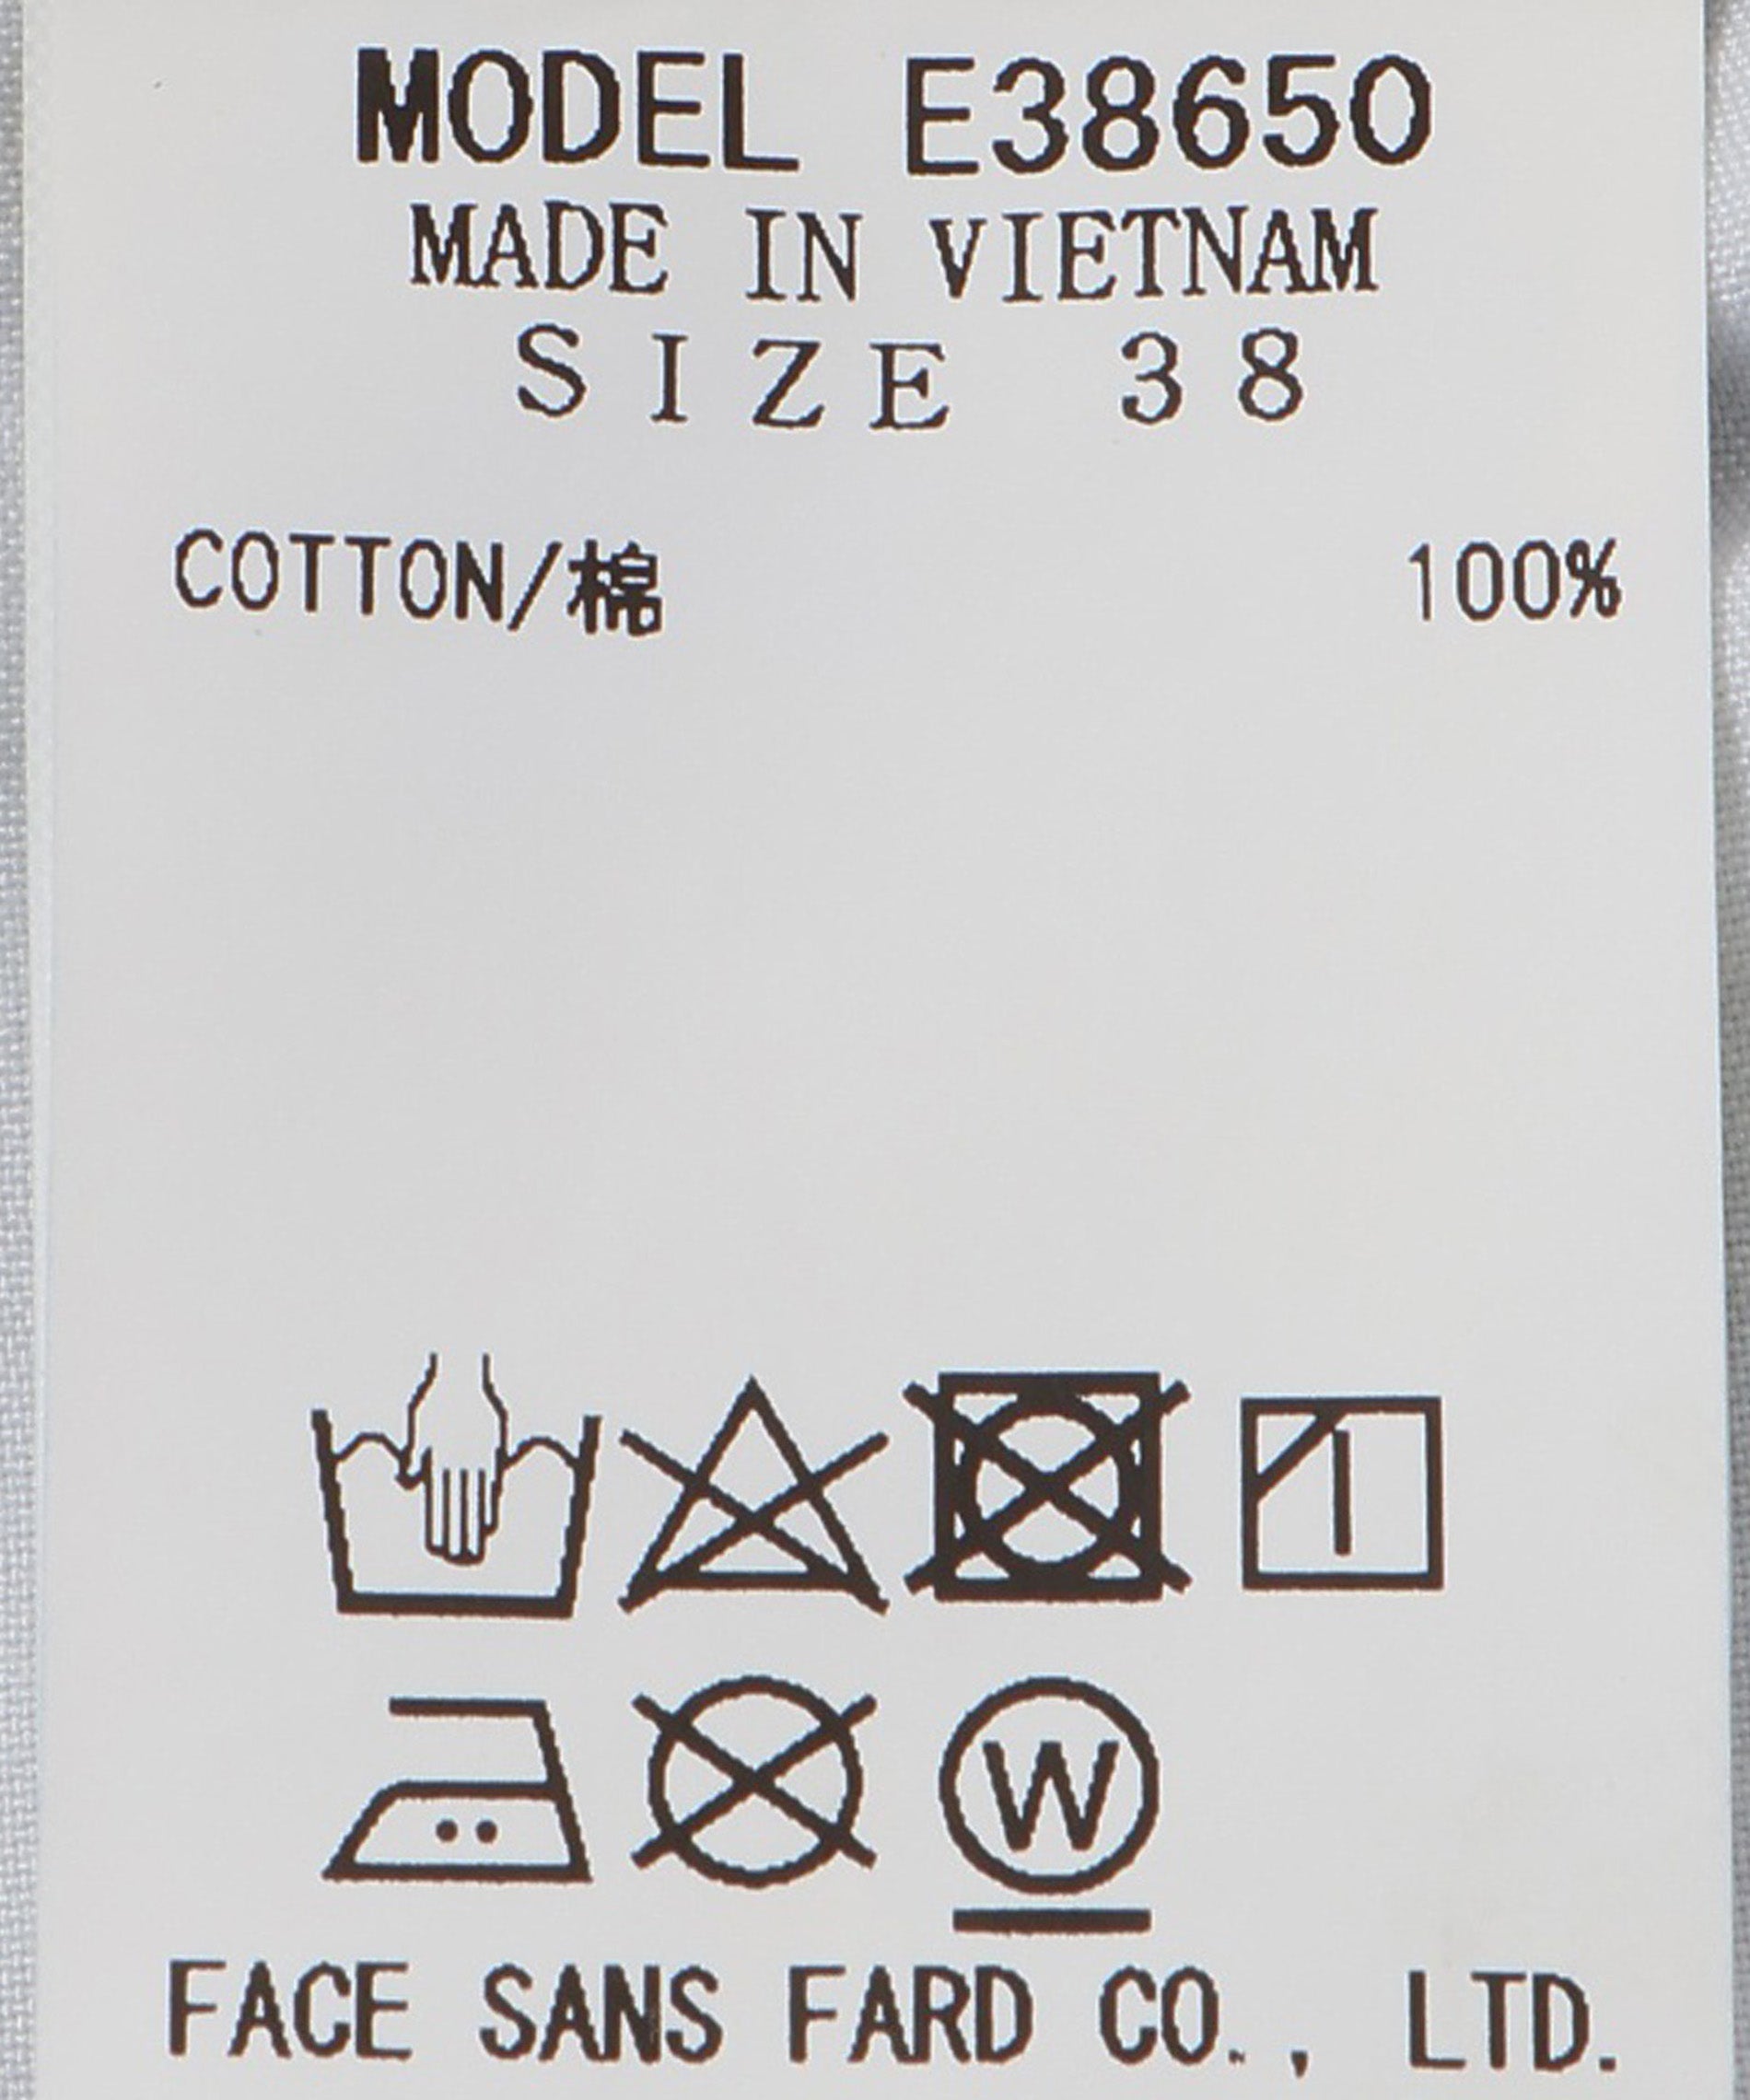 MODEL E38650
MADE IN VIETNAM
SIZE 38
COTTON/棉 100%
W
FACE SANS FARD CO., LTD.